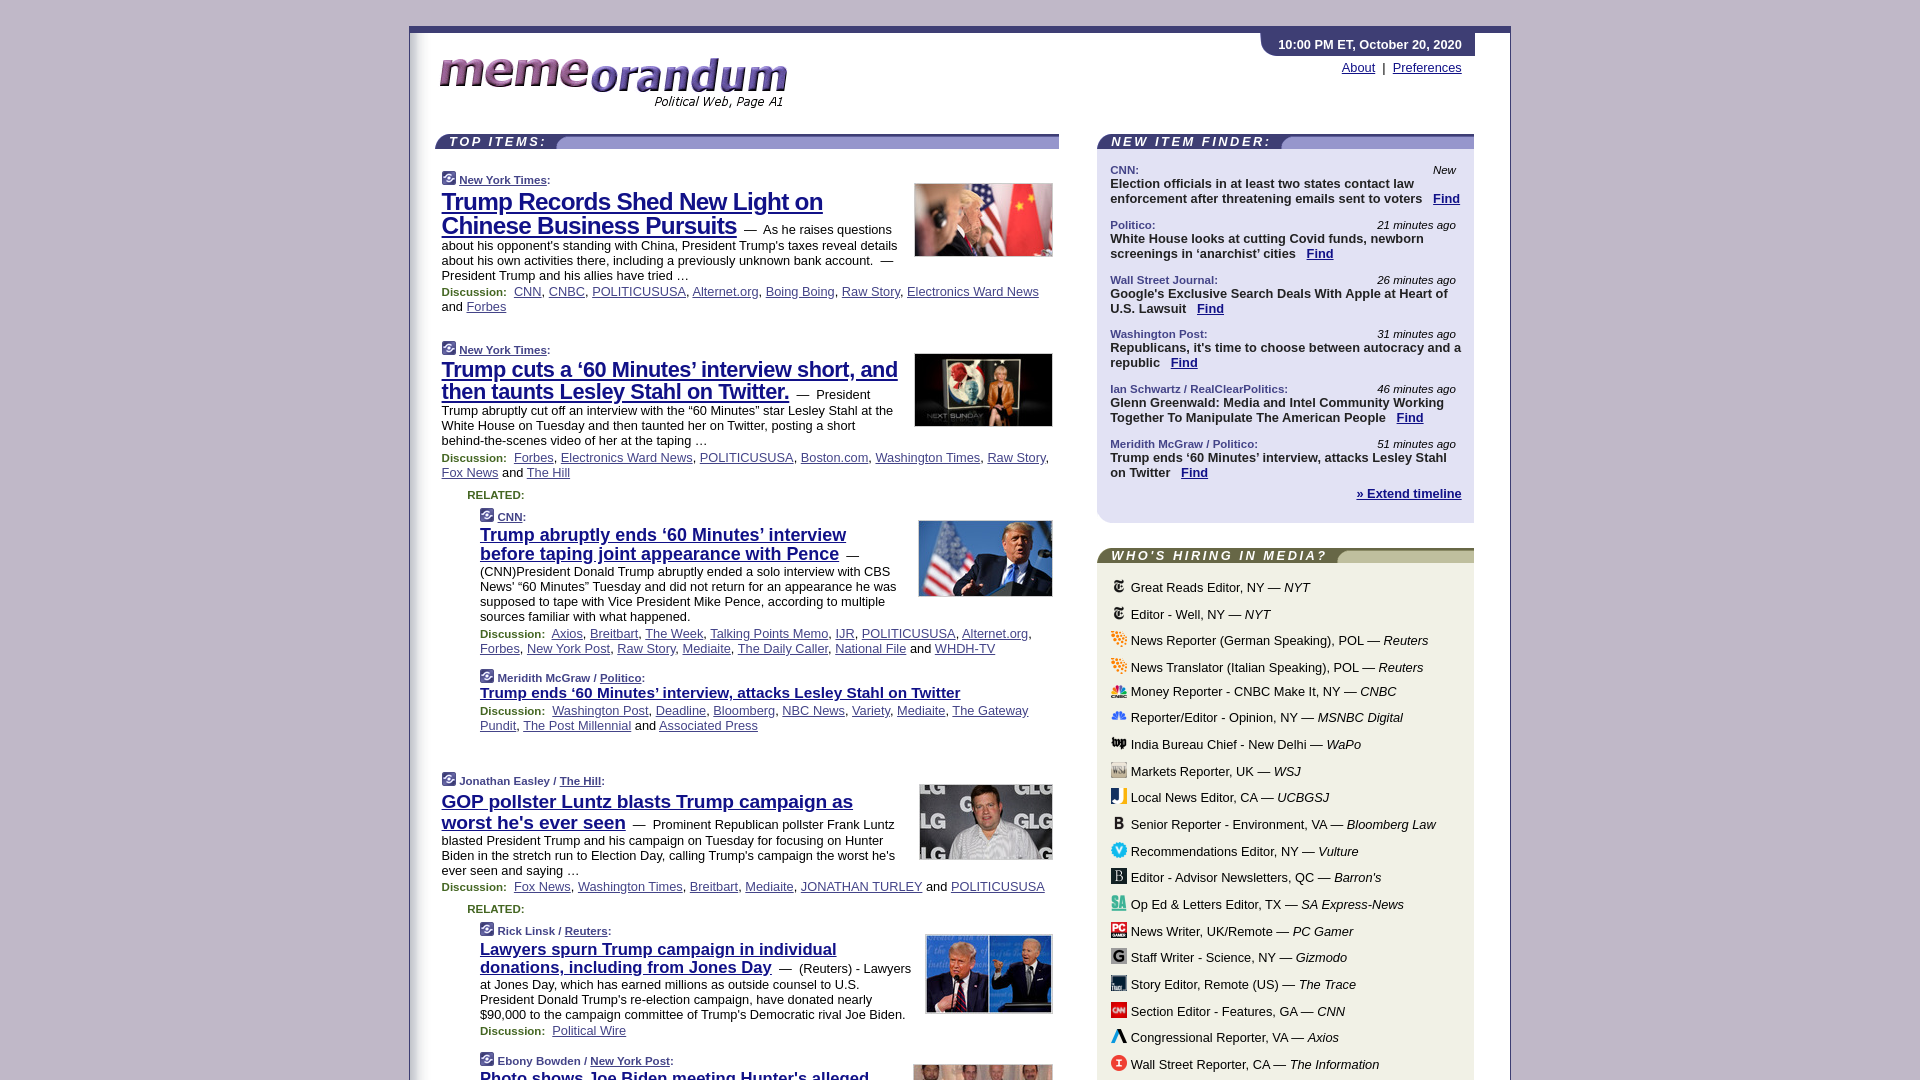 10:00 PM ET, October 20, 2020
About | Preferences
memeorandum
Political Web, Page A1
TOP ITEMS:
New York Times:
Trump Records Shed New Light on
Chinese Business Pursuits — As he raises questions
about his opponent's standing with China, President Trump's taxes reveal details
about his own activities there, including a previously unknown bank account. —
President Trump and his allies have tried …
Discussion: CNN, CNBC, POLITICUSUSA, Alternet.org, Boing Boing, Raw Story, Electronics Ward News
and Forbes
New York Times:
Trump cuts a ‘60 Minutes’ interview short, and
then taunts Lesley Stahl on Twitter. — President
Trump abruptly cut off an interview with the “60 Minutes” star Lesley Stahl at the
White House on Tuesday and then taunted her on Twitter, posting a short
behind-the-scenes video of her at the taping …
NEXT SUNDAY
Discussion: Forbes, Electronics Ward News, POLITICUSUSA, Boston.com, Washington Times, Raw Story,
Fox News and The Hill
RELATED:
CNN:
Trump abruptly ends ‘60 Minutes’ interview
before taping joint appearance with Pence —
(CNN)President Donald Trump abruptly ended a solo interview with CBS
News' “60 Minutes” Tuesday and did not return for an appearance he was
supposed to tape with Vice President Mike Pence, according to multiple
sources familiar with what happened.
Discussion: Axios, Breitbart, The Week, Talking Points Memo, IJR, POLITICUSUSA, Alternet.org,
Forbes, New York Post, Raw Story, Mediaite, The Daily Caller, National File and WHDH-TV
Meridith McGraw / Politico:
Trump ends ‘60 Minutes’ interview, attacks Lesley Stahl on Twitter
Discussion: Washington Post, Deadline, Bloomberg, NBC News, Variety, Mediaite, The Gateway
Pundit, The Post Millennial and Associated Press
Jonathan Easley / The Hill:
GOP pollster Luntz blasts Trump campaign as
worst he's ever seen — Prominent Republican pollster Frank Luntz
blasted President Trump and his campaign on Tuesday for focusing on Hunter
Biden in the stretch run to Election Day, calling Trump's campaign the worst he's
ever seen and saying …
Discussion: Fox News, Washington Times, Breitbart, Mediaite, JONATHAN TURLEY and POLITICUSUSA
RELATED:
Rick Linsk / Reuters:
Lawyers spurn Trump campaign in individual
donations, including from Jones Day — (Reuters) - Lawyers
at Jones Day, which has earned millions as outside counsel to U.S.
President Donald Trump's re-election campaign, have donated nearly
$90,000 to the campaign committee of Trump's Democratic rival Joe Biden.
Discussion: Political Wire
Ebony Bowden / New York Post:
Photo shows Joe Biden meeting Hunter's alleged
NEW ITEM FINDER:
CNN: New
Election officials in at least two states contact law
enforcement after threatening emails sent to voters Find
Politico: 21 minutes ago
White House looks at cutting Covid funds, newborn
screenings in ‘anarchist’ cities Find
Wall Street Journal: 26 minutes ago
Google's Exclusive Search Deals With Apple at Heart of
U.S. Lawsuit Find
Washington Post: 31 minutes ago
Republicans, it's time to choose between autocracy and a
republic Find
Ian Schwartz / RealClearPolitics: 46 minutes ago
Glenn Greenwald: Media and Intel Community Working
Together To Manipulate The American People Find
Meridith McGraw / Politico: 51 minutes ago
Trump ends ‘60 Minutes’ interview, attacks Lesley Stahl
on Twitter Find
» Extend timeline
WHO'S HIRING IN MEDIA?
Great Reads Editor, NY — NYT
Editor - Well, NY — NYT
News Reporter (German Speaking), POL — Reuters
News Translator (Italian Speaking), POL — Reuters
Money Reporter - CNBC Make It, NY — CNBC
Reporter/Editor - Opinion, NY — MSNBC Digital
India Bureau Chief - New Delhi — WaPo
Markets Reporter, UK — WSJ
Local News Editor, CA — UCBGSJ
Senior Reporter - Environment, VA — Bloomberg Law
Recommendations Editor, NY — Vulture
Editor - Advisor Newsletters, QC — Barron's
Op Ed & Letters Editor, TX — SA Express-News
News Writer, UK/Remote — PC Gamer
Staff Writer - Science, NY — Gizmodo
Story Editor, Remote (US) — The Trace
Section Editor - Features, GA — CNN
Congressional Reporter, VA — Axios
Wall Street Reporter, CA — The Information